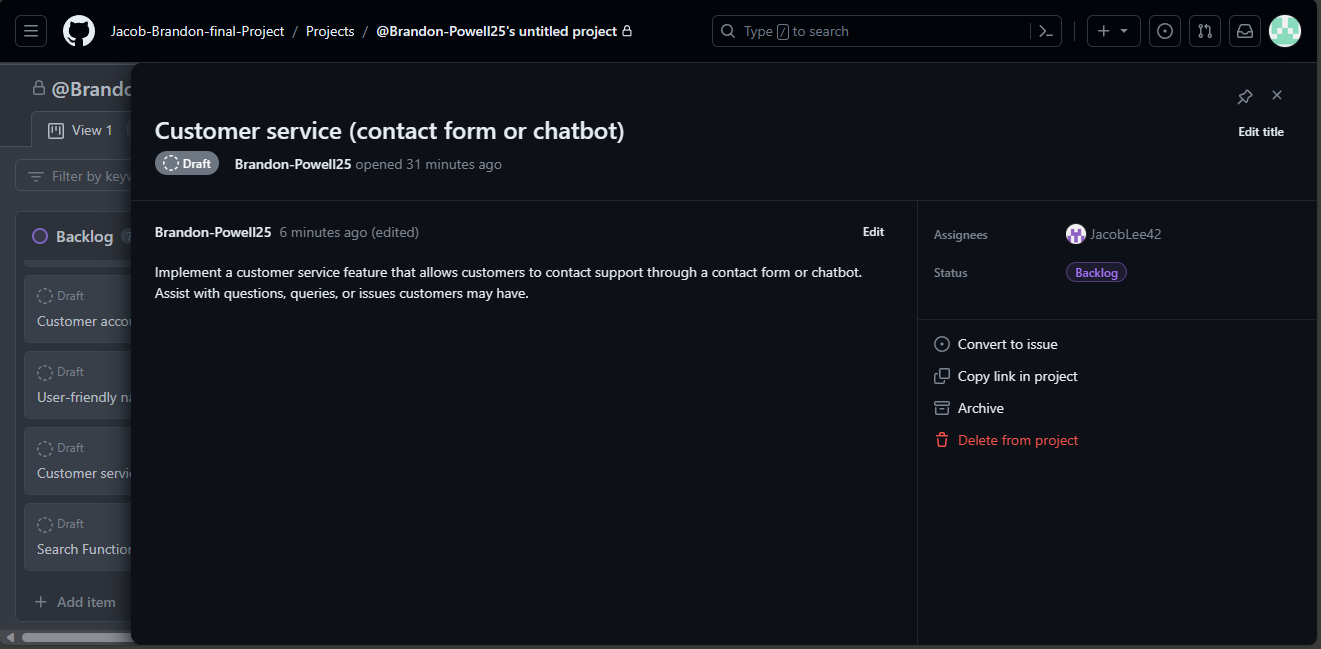 Jacob-Brandon-final-Project / Projects / @Brandon-Powell25's untitled project
Type / to search
@Brando
View 1
Filter by keyw
Backlog 7
Draft
Customer accou
Draft
User-friendly na
Draft
Customer servi
Draft
Search Function
+ Add item
Customer service (contact form or chatbot)
Edit title
Draft Brandon-Powell25 opened 31 minutes ago
Brandon-Powell25 6 minutes ago (edited) Edit
Implement a customer service feature that allows customers to contact support through a contact form or chatbot.
Assist with questions, queries, or issues customers may have.
Assignees JacobLee42
Status Backlog
Convert to issue
Copy link in project
Archive
Delete from project